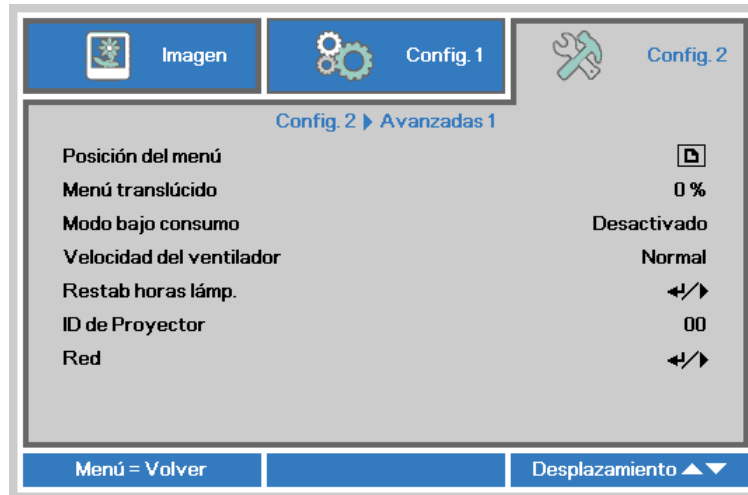 Imagen
Config. 1
Config. 2
Config. 2 ▶ Avanzadas 1
Posición del menú
Menú translúcido 0 %
Modo bajo consumo Desactivado
Velocidad del ventilador Normal
Restab horas lámp. ↵/▶
ID de Proyector 00
Red ↵/▶
Menú = Volver
Desplazamiento ▲▼